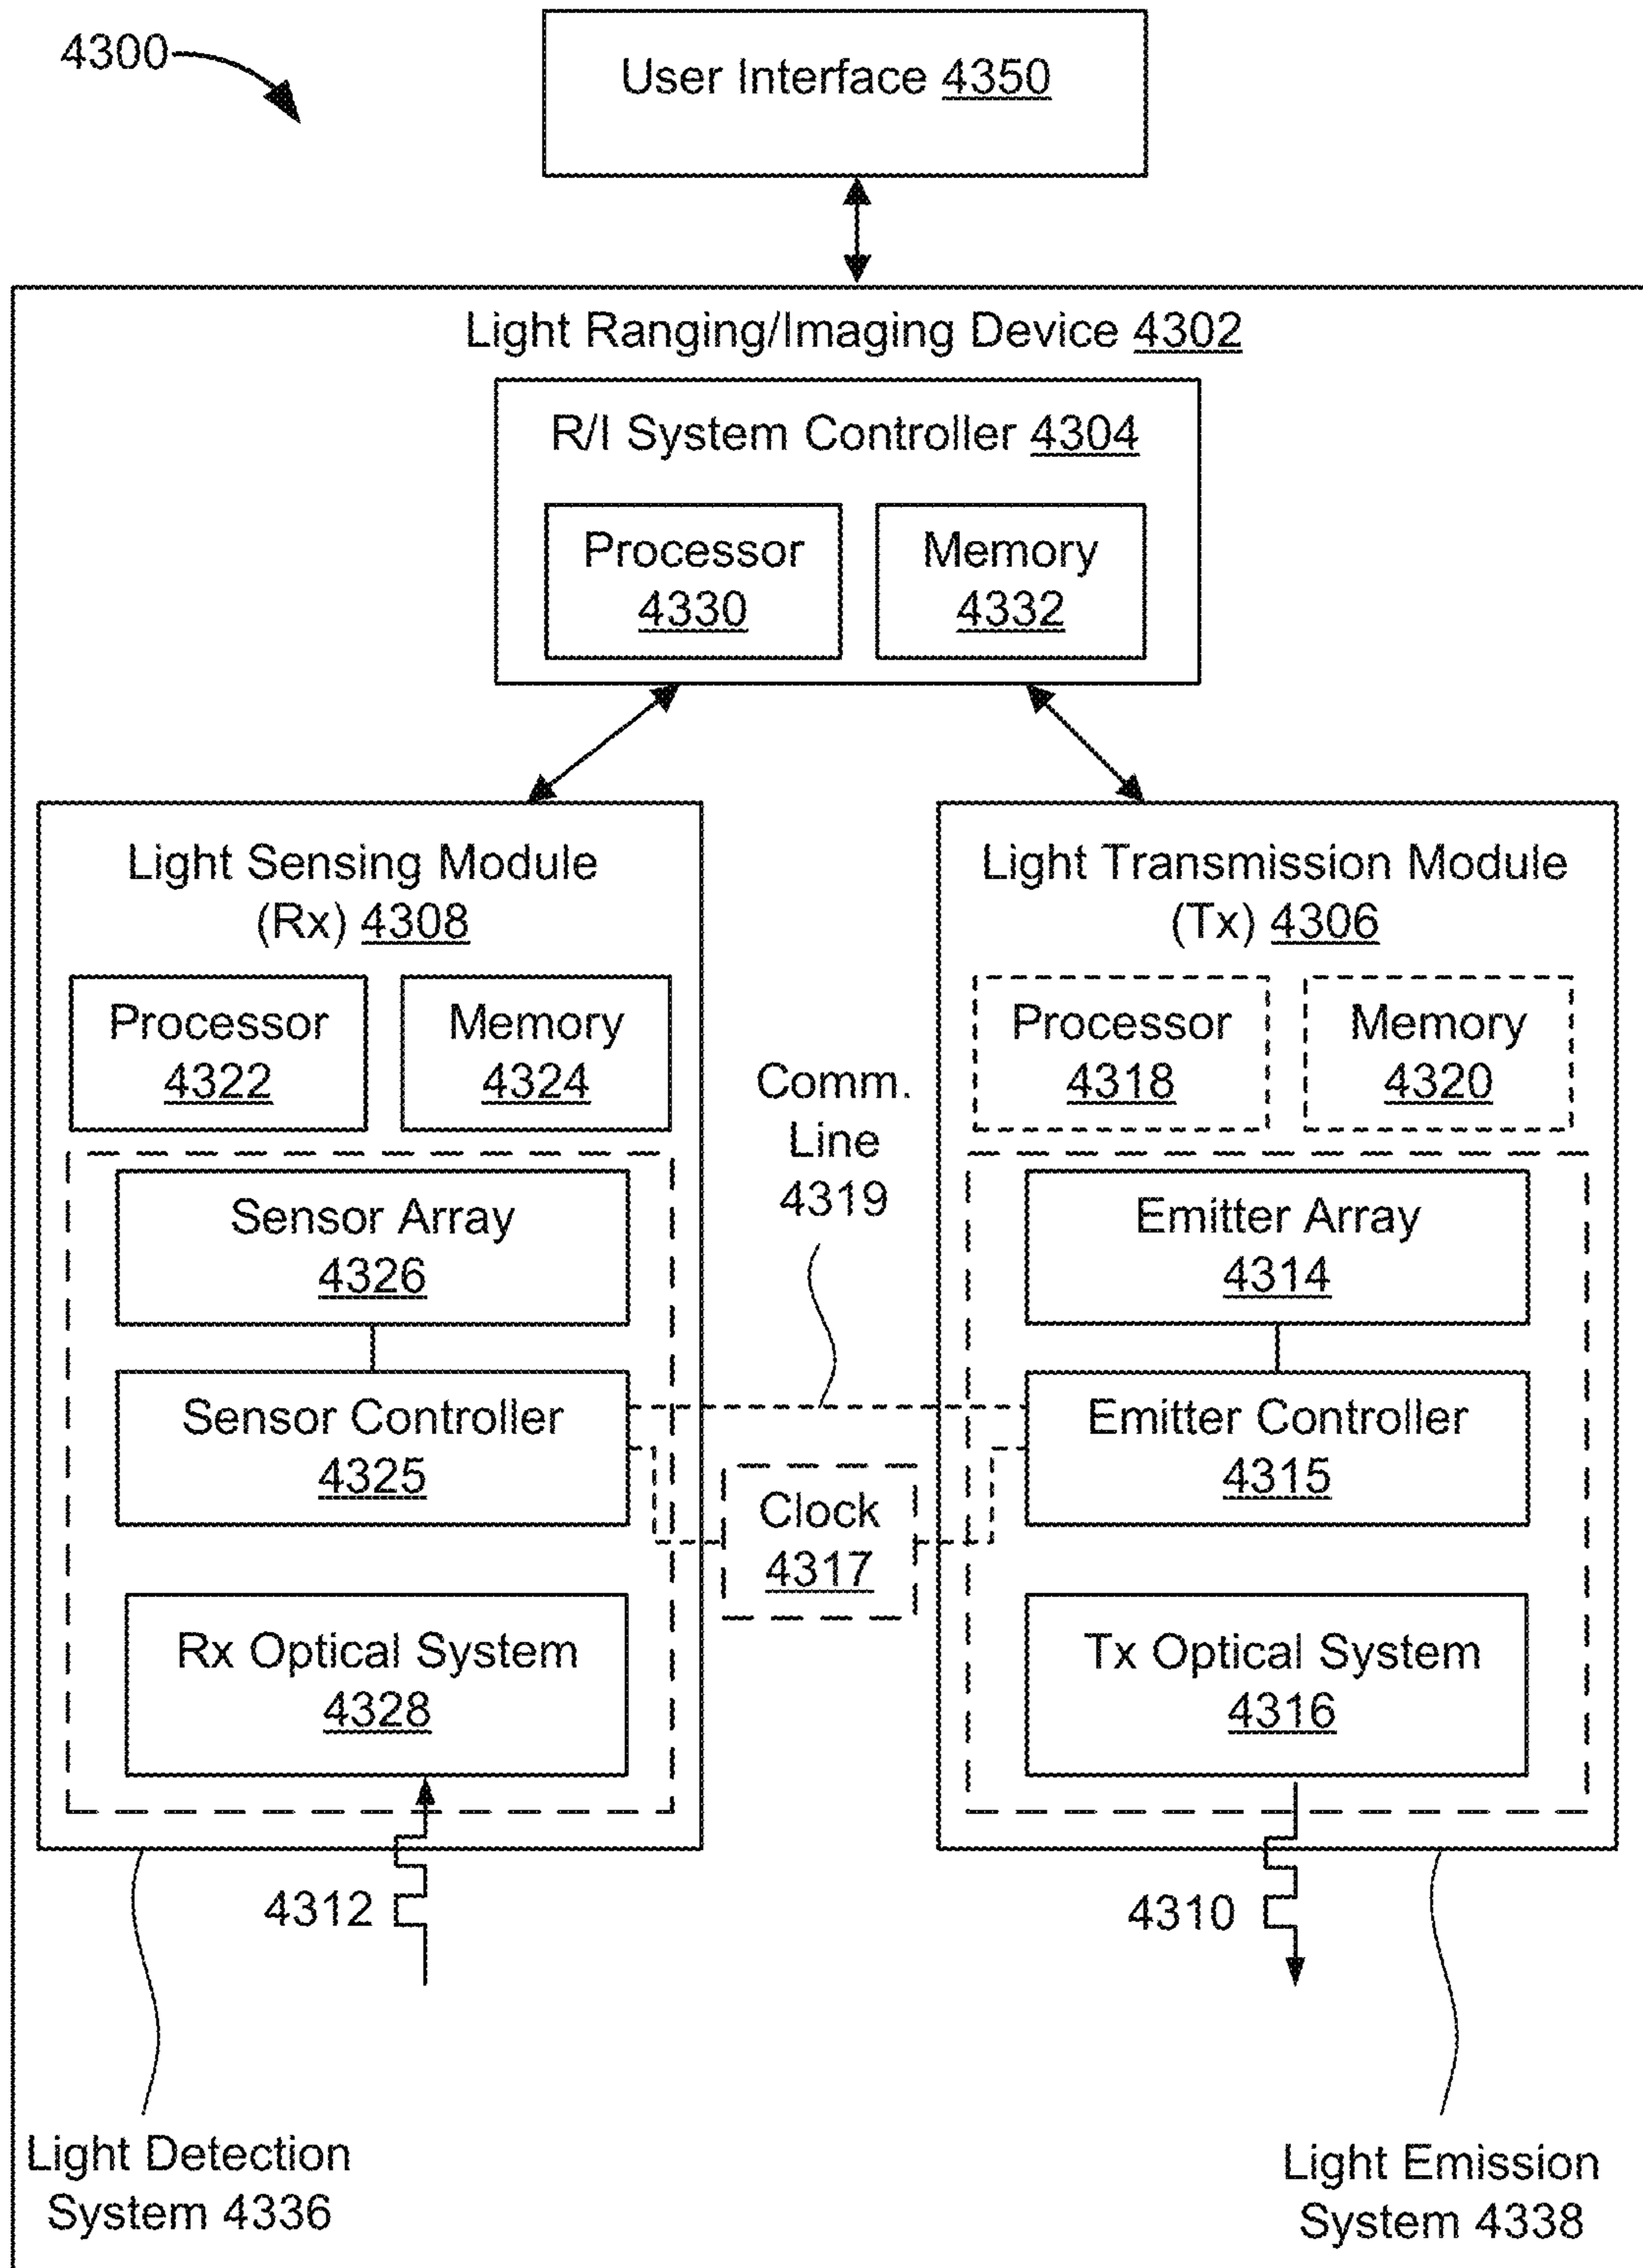 4300
User Interface 4350
Light Ranging/Imaging Device 4302
R/I System Controller 4304
Processor
4330
Memory
4332
Light Sensing Module
(Rx) 4308
Processor
4322
Memory
4324
Sensor Array
4326
Sensor Controller
4325
Rx Optical System
4328
4312
Comm.
Line
4319
Clock
4317
Light Transmission Module
(Tx) 4306
Processor
4318
Memory
4320
Emitter Array
4314
Emitter Controller
4315
Tx Optical System
4316
4310
Light Detection
System 4336
Light Emission
System 4338